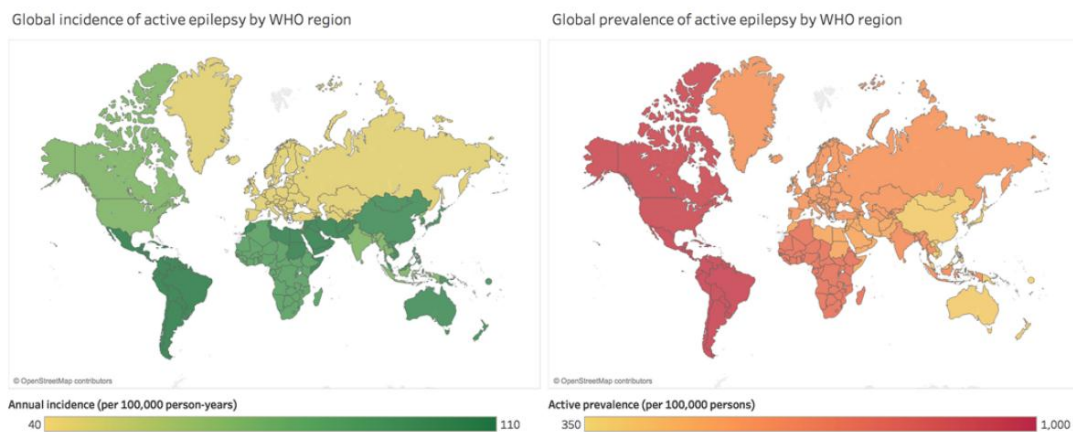 Global incidence of active epilepsy by WHO region
Global prevalence of active epilepsy by WHO region
© OpenStreetMap contributors
© OpenStreetMap contributors
Annual incidence (per 100,000 person-years)
40 110
Active prevalence (per 100,000 persons)
350 1,000